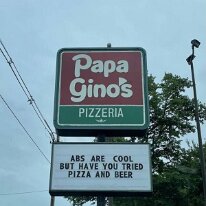 Papa
Gino's
PIZZERIA
ABS ARE COOL
BUT HAVE YOU TRIED
PIZZA AND BEER